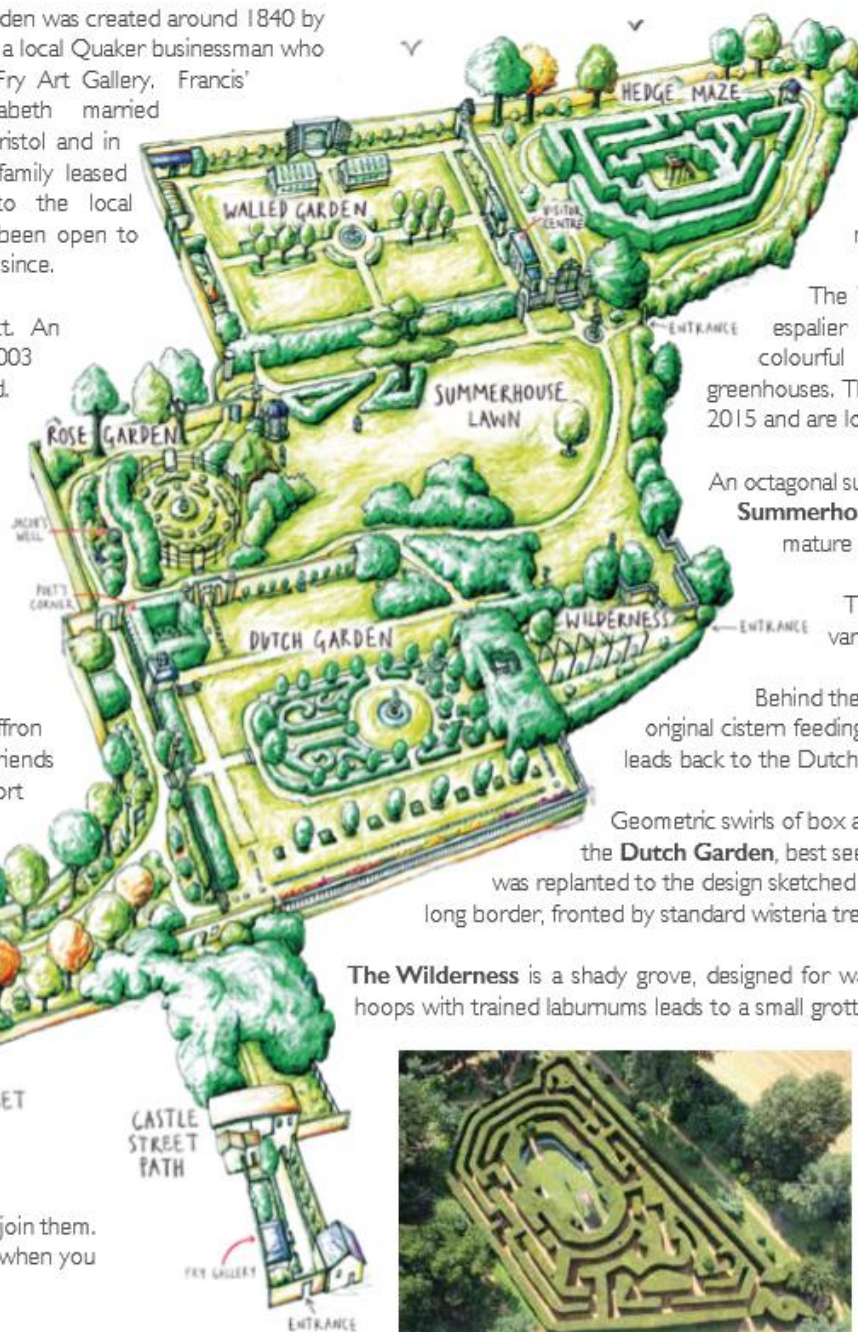 den was created around 1840 by
a local Quaker businessman who
Fry Art Gallery. Francis'
abeth married
ristol and in
family leased
to the local
been open to
since.
ct. An
003
d.
HEDGE MAZE
WALLED GARDEN
VISITOR
CENTRE
ENTRANCE
SUMMERHOUSE
LAWN
ROSE GARDEN
JACOB'S
WELL
POET'S
CORNER
DUTCH GARDEN
WILDERNESS
ENTRANCE
The
espalier
colourful
greenhouses. Th
2015 and are lo
An octagonal su
Summerho
mature
T
var
Behind the
original cistern feeding
leads back to the Dutch
Geometric swirls of box a
the Dutch Garden, best see
was replanted to the design sketched
long border, fronted by standard wisteria tre
The Wilderness is a shady grove, designed for wa
hoops with trained laburnums leads to a small grott
ffron
riends
ort
ET
CASTLE
STREET
PATH
FRY GALLERY
ENTRANCE
join them.
when you